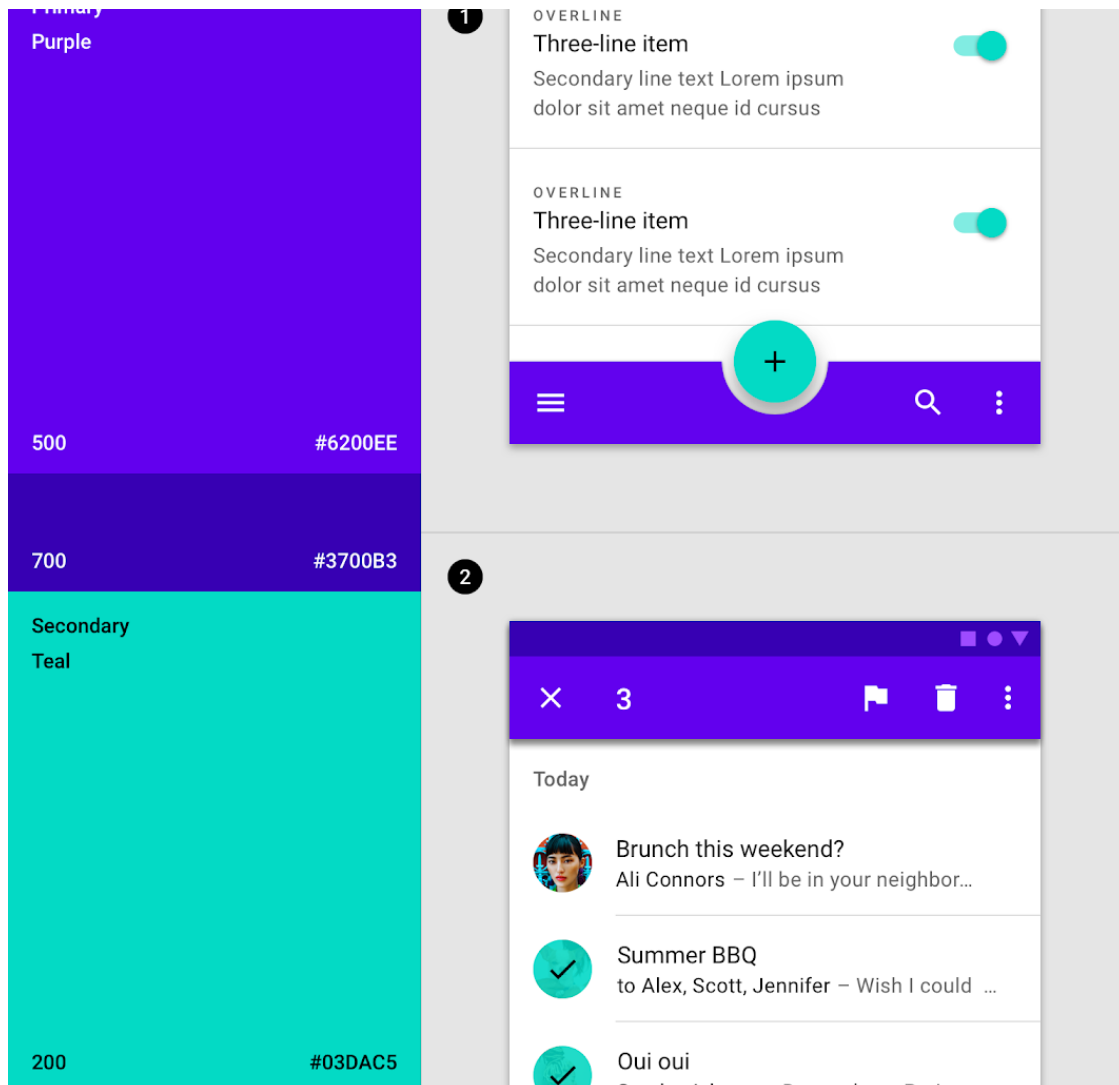 Primary
Purple
500 #6200EE
700 #3700B3
Secondary
Teal
200 #03DAC5
1
OVERLINE
Three-line item
Secondary line text Lorem ipsum
dolor sit amet neque id cursus
OVERLINE
Three-line item
Secondary line text Lorem ipsum
dolor sit amet neque id cursus
2
3
Today
Brunch this weekend?
Ali Connors – I'll be in your neighbor…
Summer BBQ
to Alex, Scott, Jennifer – Wish I could …
Oui oui